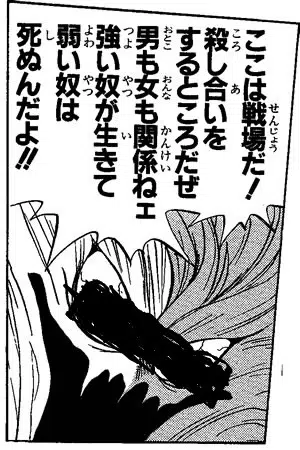 ここは戦場だ!
殺し合いを
するところだぜ
男も女も関係ねェ
強い奴が生きて
弱い奴は
死ぬんだよ!!